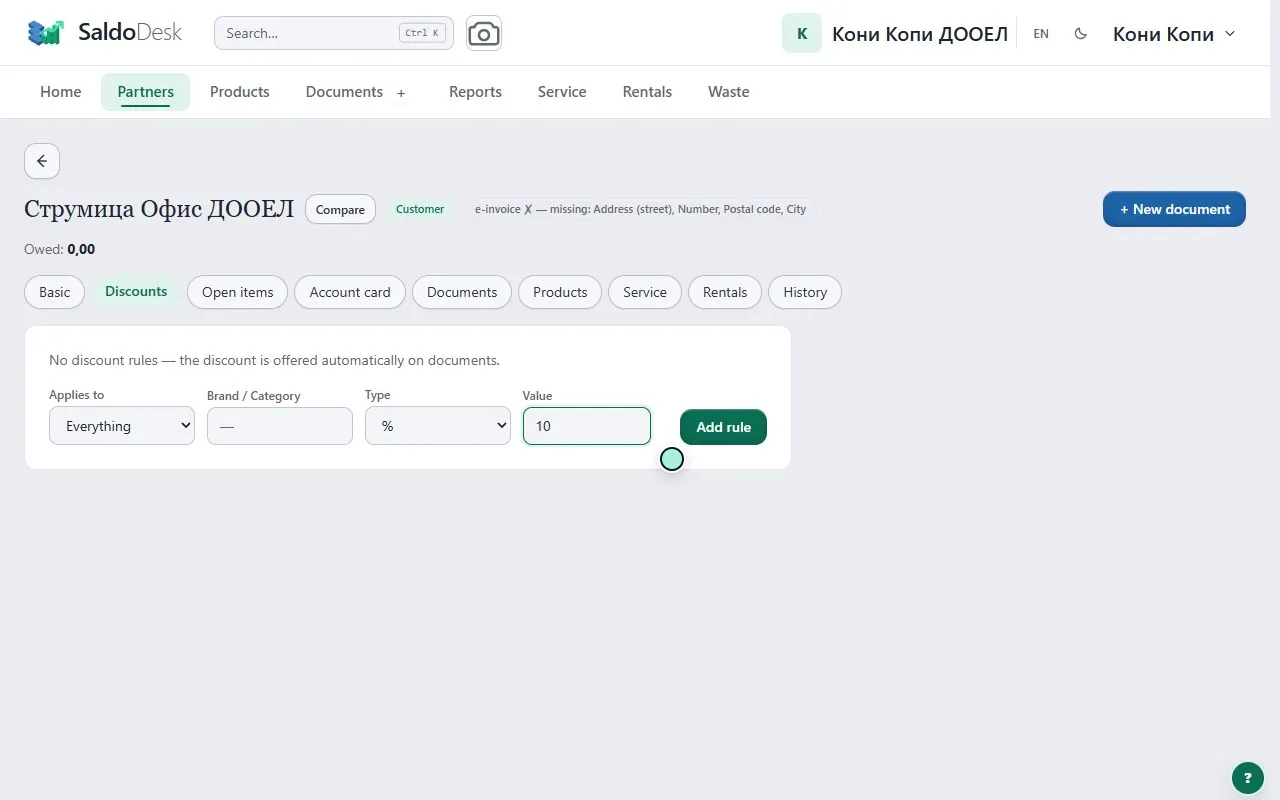 SaldoDesk
Search... Ctrl K
К Кони Копи ДООЕЛ EN Кони Копи
Home Partners Products Documents + Reports Service Rentals Waste
Струмица Офис ДООЕЛ Compare Customer e-invoice ✗ — missing: Address (street), Number, Postal code, City + New document
Owed: 0,00
Basic Discounts Open items Account card Documents Products Service Rentals History
No discount rules — the discount is offered automatically on documents.
Applies to Brand / Category Type Value
Everything — % 10 Add rule
?